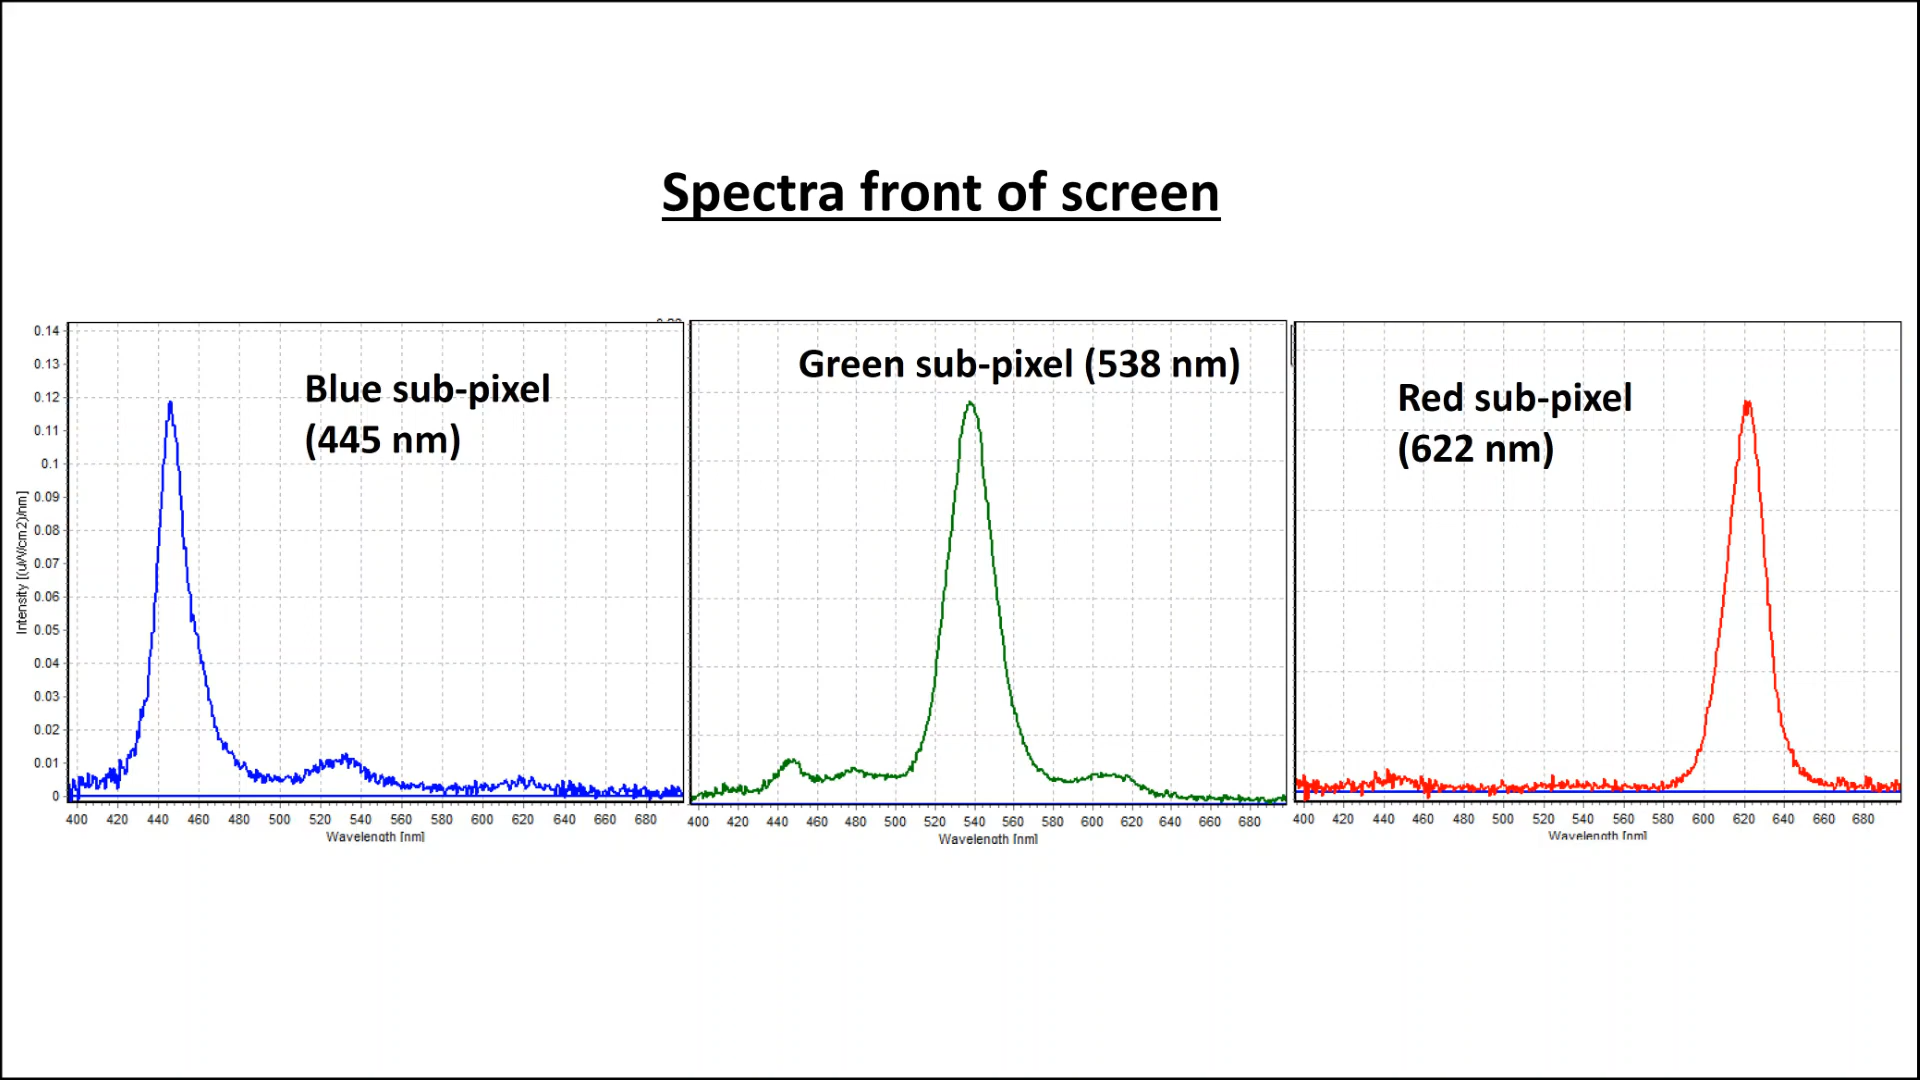 Spectra front of screen
Blue sub-pixel
(445 nm)
0.14
0.13
0.12
0.11
0.1
0.09
0.08
0.07
0.06
0.05
0.04
0.03
0.02
0.01
0
Intensity [(uW/cm2)/nm]
400 420 440 460 480 500 520 540 560 580 600 620 640 660 680
Wavelength [nm]
Green sub-pixel (538 nm)
400 420 440 460 480 500 520 540 560 580 600 620 640 660 680
Wavelength [nm]
Red sub-pixel
(622 nm)
400 420 440 460 480 500 520 540 560 580 600 620 640 660 680
Wavelength [nm]